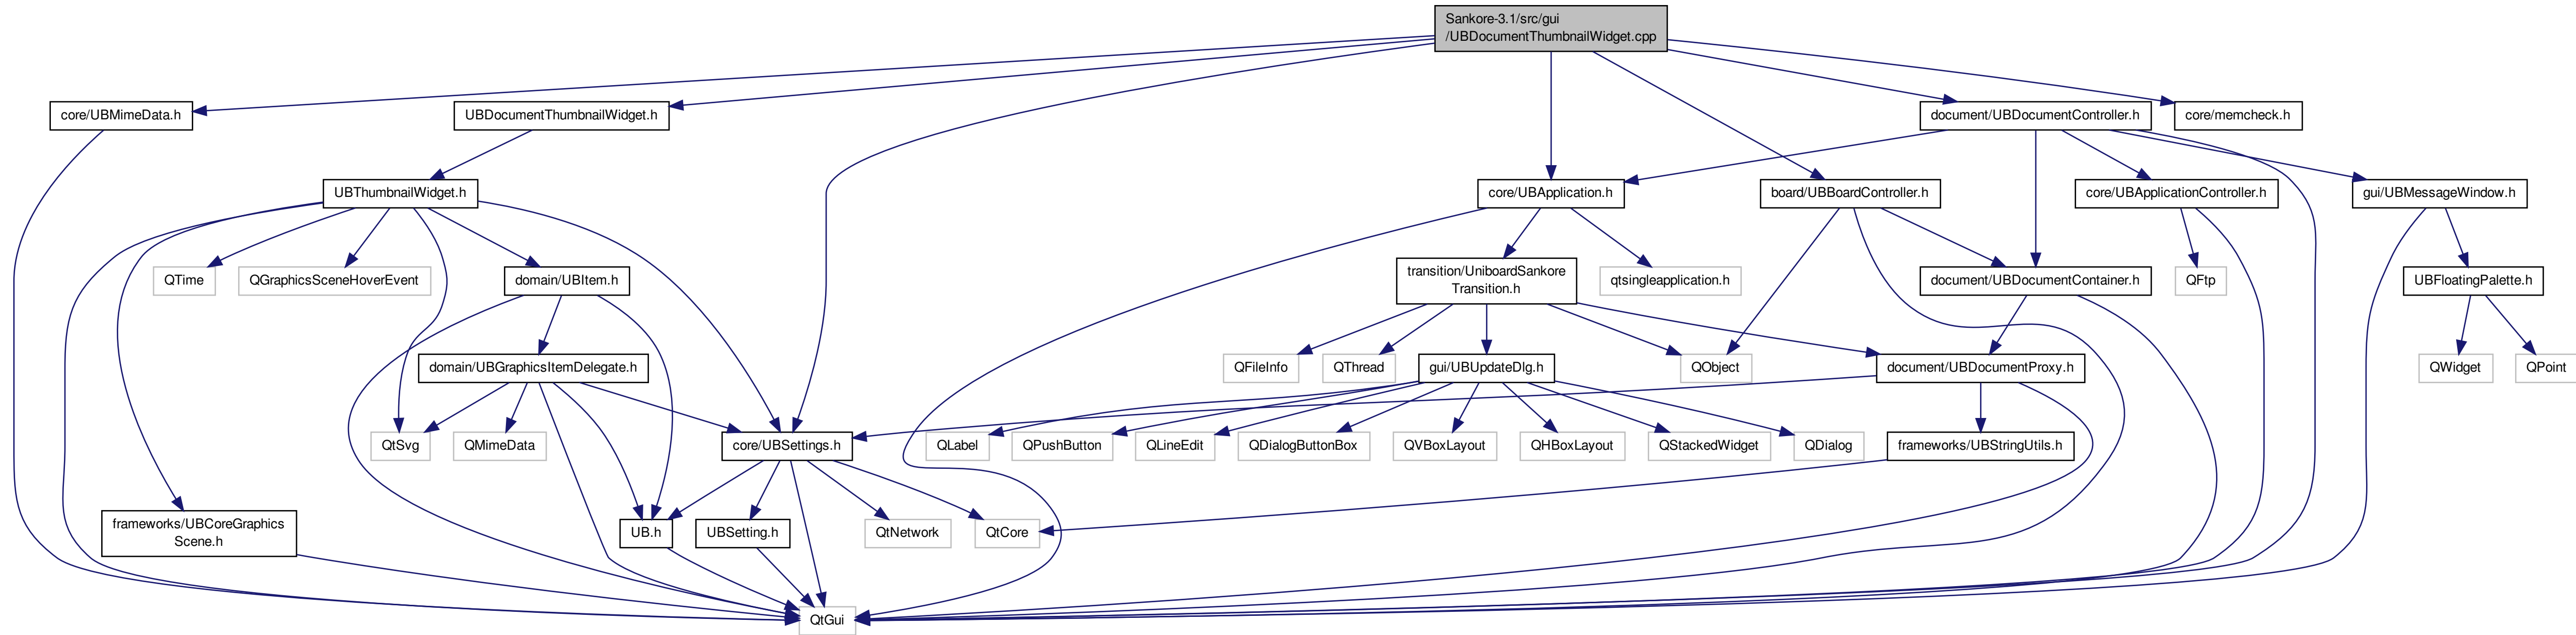 Sankore-3.1/src/gui
/UBDocumentThumbnailWidget.cpp
core/UBMimeData.h
UBDocumentThumbnailWidget.h
document/UBDocumentController.h
core/memcheck.h
UBThumbnailWidget.h
core/UBApplication.h
board/UBBoardController.h
core/UBApplicationController.h
gui/UBMessageWindow.h
QTime
QGraphicsSceneHoverEvent
domain/UBItem.h
transition/UniboardSankore
Transition.h
qtsingleapplication.h
document/UBDocumentContainer.h
QFtp
UBFloatingPalette.h
domain/UBGraphicsItemDelegate.h
QFileInfo
QThread
gui/UBUpdateDlg.h
QObject
document/UBDocumentProxy.h
QWidget
QPoint
QtSvg
QMimeData
core/UBSettings.h
QLabel
QPushButton
QLineEdit
QDialogButtonBox
QVBoxLayout
QHBoxLayout
QStackedWidget
QDialog
frameworks/UBStringUtils.h
frameworks/UBCoreGraphics
Scene.h
UB.h
UBSetting.h
QtNetwork
QtCore
QtGui